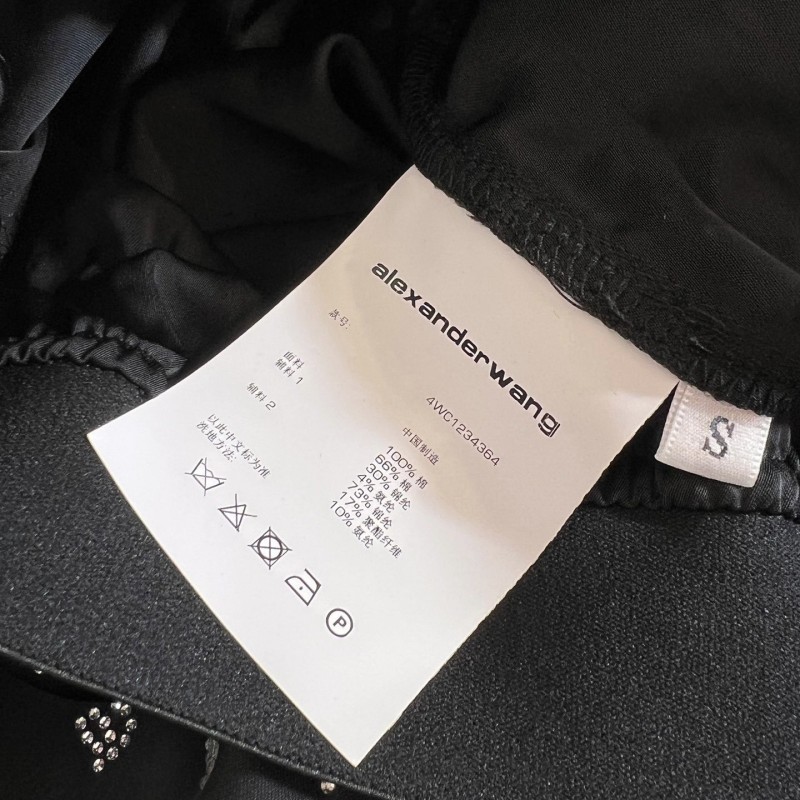 alexanderwang
款号:
4WC1234364
中国制造
面料
100% 棉
辅料 1
66% 棉
30% 锦纶
4% 氨纶
辅料 2
73% 锦纶
17% 聚酯纤维
10% 氨纶
以此中文标为准
洗地方法:
P
S